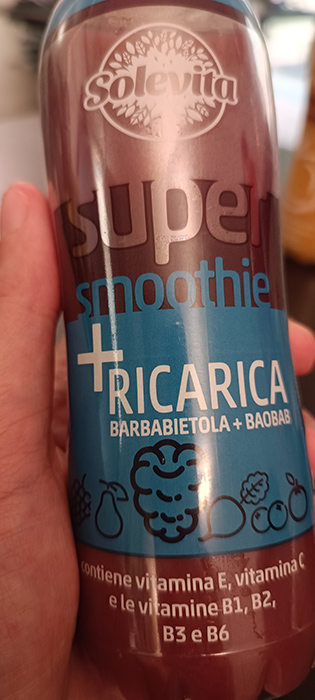 Solevita
super
smoothie
+RICARICA
BARBABIETOLA + BAOBAB
contiene vitamina E, vitamina C
e le vitamine B1, B2,
B3 e B6